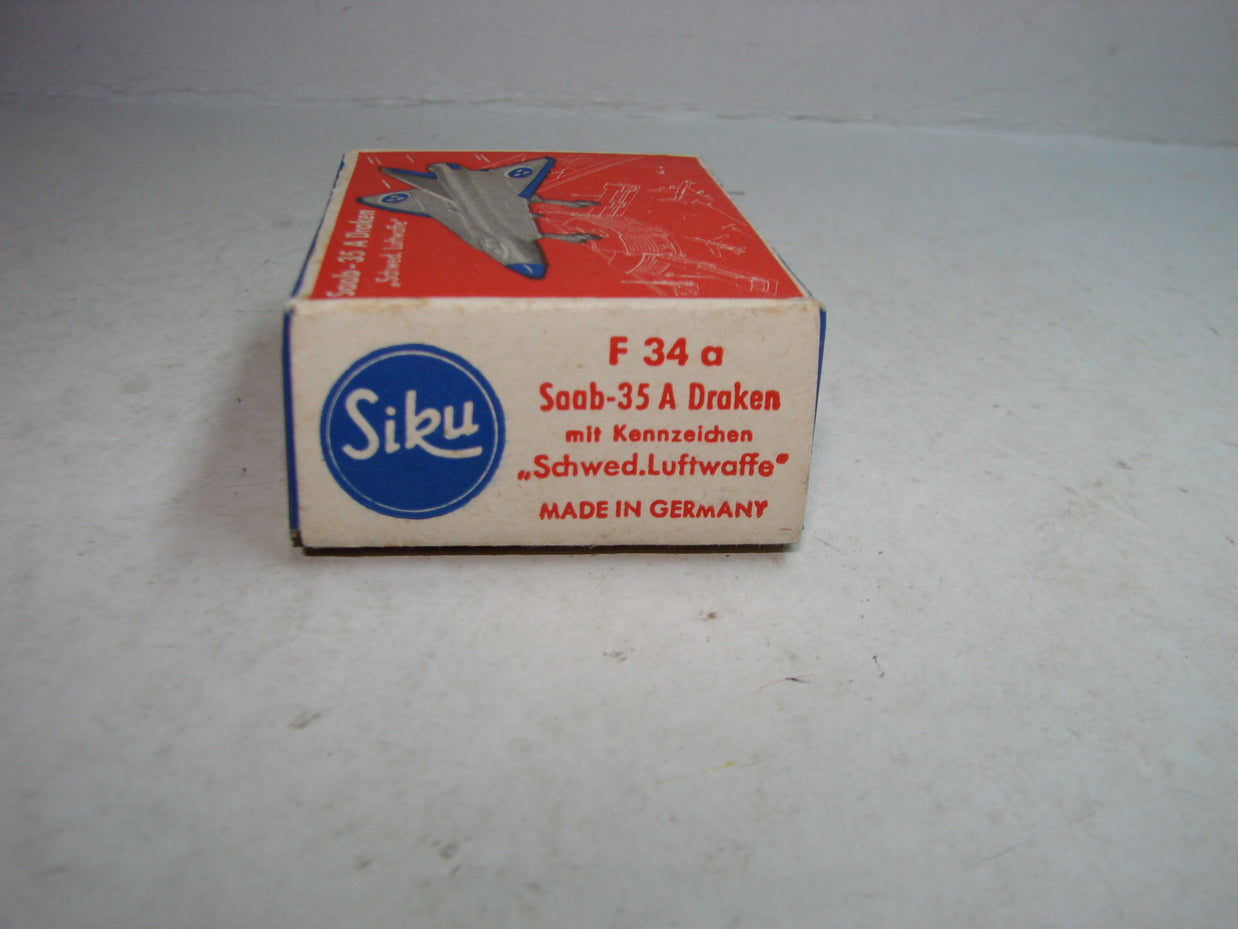 Saab-35 A Draken
„Schwed. Luftwaffe"
Siku
F 34 a
Saab-35 A Draken
mit Kennzeichen
„Schwed.Luftwaffe"
MADE IN GERMANY